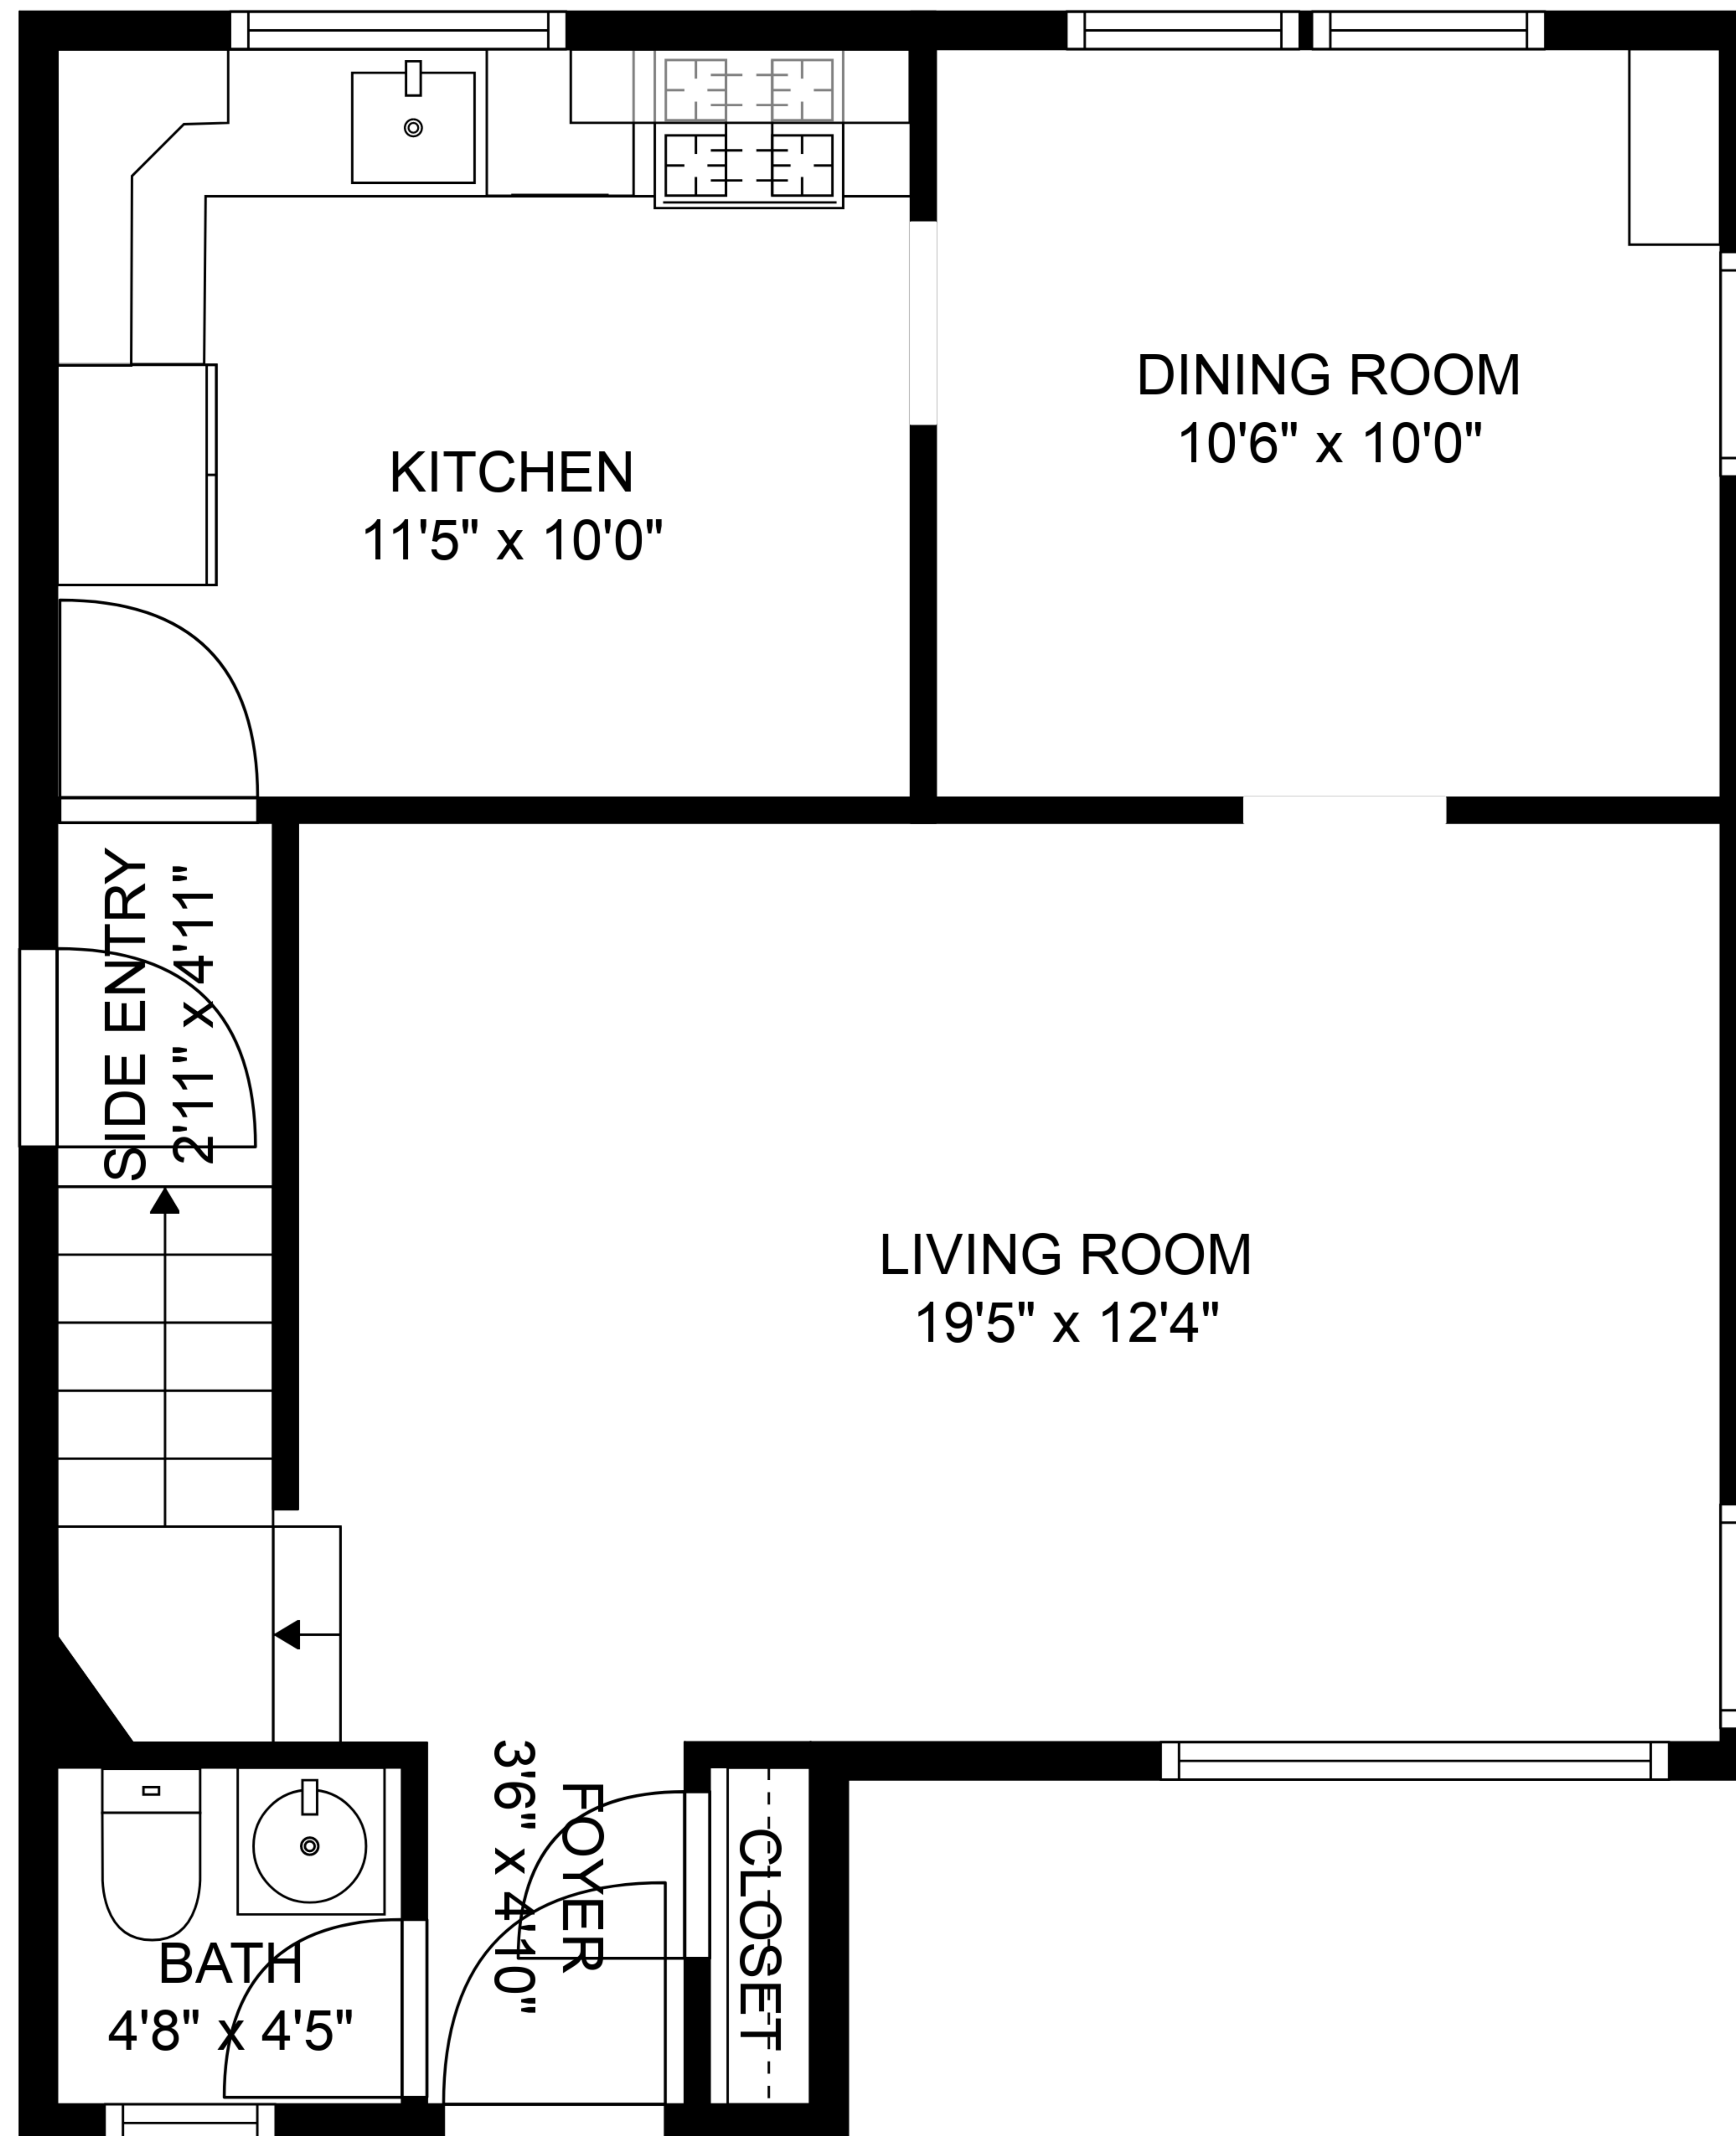 DINING ROOM
10'6" x 10'0"
KITCHEN
11'5" x 10'0"
SIDE ENTRY
2'11" x 4'11"
LIVING ROOM
19'5" x 12'4"
FOYER
3'6" x 4'10"
CLOSET
BATH
4'8" x 4'5"